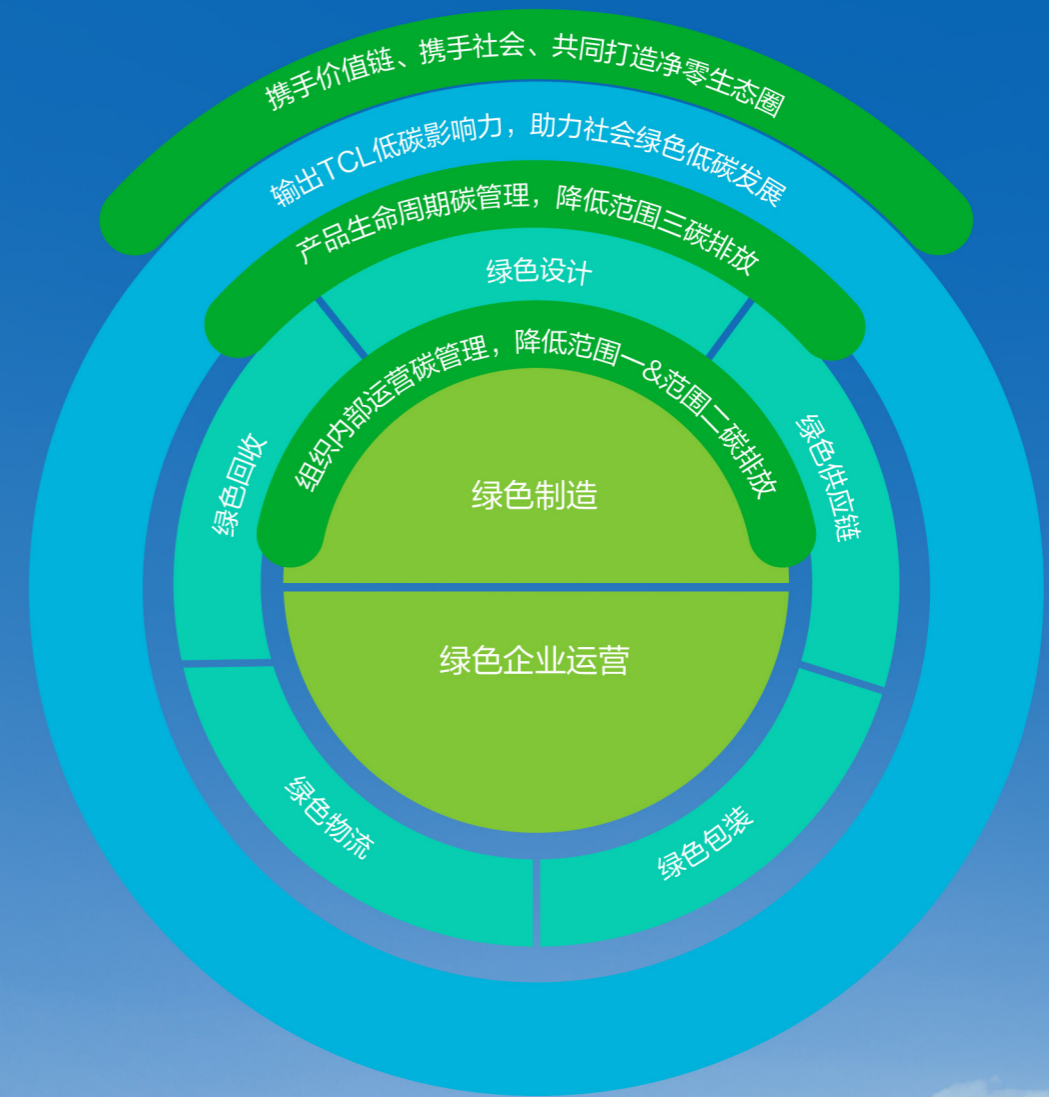 携手价值链、携手社会、共同打造净零生态圈
输出TCL低碳影响力，助力社会绿色低碳发展
产品生命周期碳管理，降低范围三碳排放
绿色设计
组织内部运营碳管理，降低范围一&范围二碳排放
绿色回收
绿色供应链
绿色制造
绿色企业运营
绿色物流
绿色包装